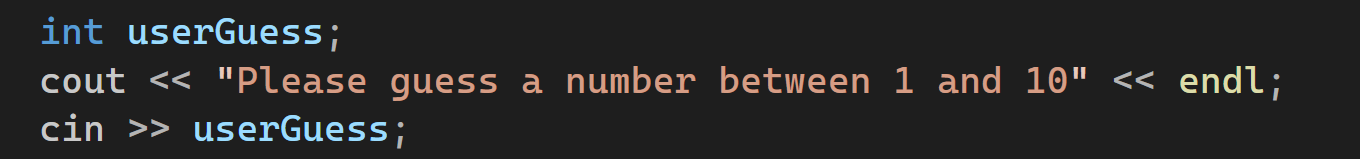 int userGuess;
cout << "Please guess a number between 1 and 10" << endl;
cin >> userGuess;